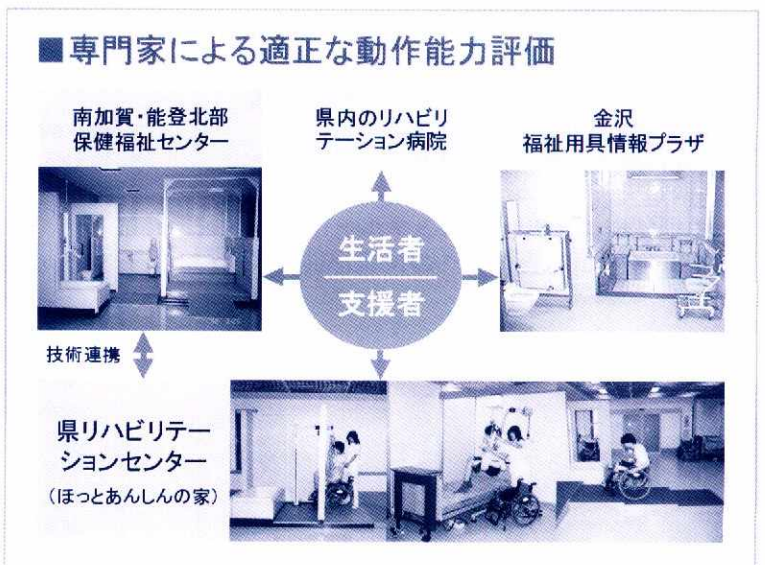 ■専門家による適正な動作能力評価
南加賀・能登北部
保健福祉センター
県内のリハビリ
テーション病院
金沢
福祉用具情報プラザ
生活者
支援者
技術連携
県リハビリテー
ションセンター
(ほっとあんしんの家)